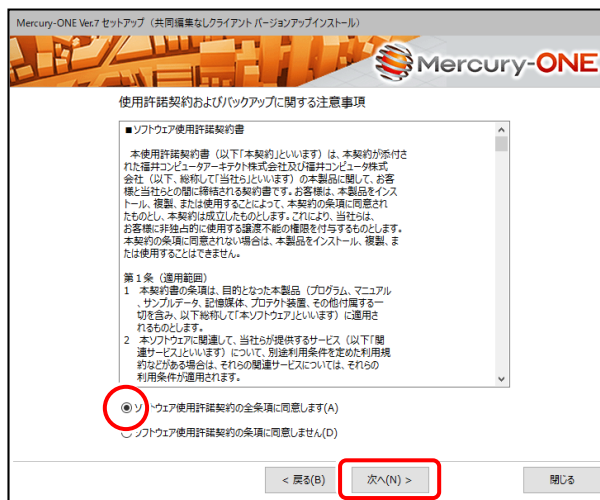 Mercury-ONE Ver.7 セットアップ（共同編集なしクライアント バージョンアップインストール）
Mercury-ONE
使用許諾契約およびバックアップに関する注意事項
■ソフトウェア使用許諾契約書
本使用許諾契約書（以下「本契約」といいます）は、本契約が添付さ
れた福井コンピュータアーキテクト株式会社及び福井コンピュータ株式
会社（以下、総称して「当社ら」といいます）の本製品に関して、お客
様と当社らとの間に締結される契約書です。お客様は、本製品をインス
トール、複製、または使用することによって、本契約の条項に同意され
たものとし、本契約は成立したものとします。これにより、当社らは、
お客様に非独占的に使用する譲渡不能の権限を付与するものとします。
本契約の条項に同意されない場合は、本製品をインストール、複製、ま
たは使用することはできません。
第１条（適用範囲）
1　本契約書の条項は、目的となった本製品（プログラム、マニュアル
、サンプルデータ、記憶媒体、プロテクト装置、その他付属する一
切を含み、以下総称して「本ソフトウェア」といいます）に適用さ
れるものとします。
2　本ソフトウェアに関連して、当社らが提供するサービス（以下「関
連サービス」といいます）について、別途利用条件を定めた利用規
約などがある場合は、それらの関連サービスについては、それらの
利用条件が適用されます。
ソフトウェア使用許諾契約の全条項に同意します(A)
ソフトウェア使用許諾契約の条項に同意しません(D)
< 戻る(B)
次へ(N) >
閉じる